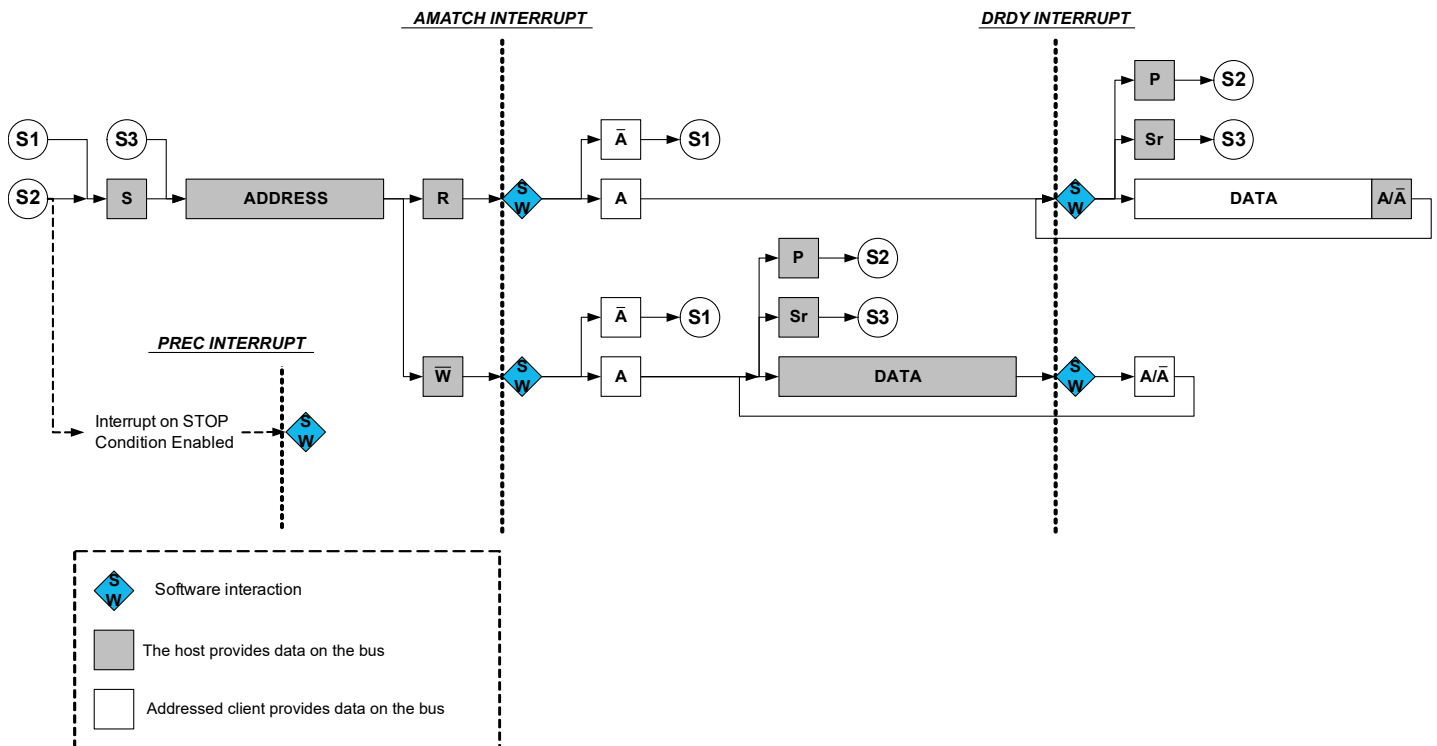 AMATCH INTERRUPT
DRDY INTERRUPT
P
S2
S1
S3
A̅
S1
Sr
S3
S2
S
ADDRESS
R
S
W
A
S
W
DATA
A/A̅
P
S2
A̅
S1
Sr
S3
PREC INTERRUPT
W̅
S
W
A
DATA
S
W
A/A̅
Interrupt on STOP
Condition Enabled
S
W
S
W
Software interaction
The host provides data on the bus
Addressed client provides data on the bus